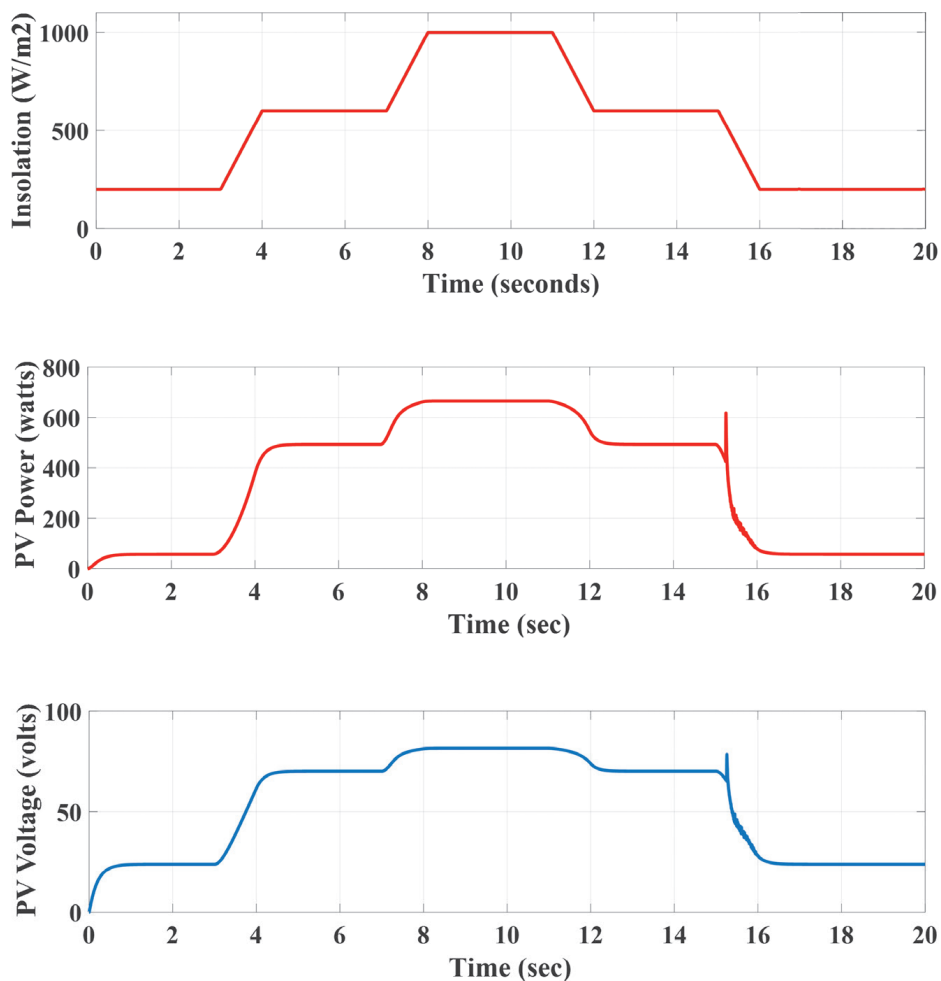 Insolation (W/m2)
1000
500
0
0 2 4 6 8 10 12 14 16 18 20
Time (seconds)
PV Power (watts)
800
600
400
200
0
0 2 4 6 8 10 12 14 16 18 20
Time (sec)
PV Voltage (volts)
100
50
0
0 2 4 6 8 10 12 14 16 18 20
Time (sec)